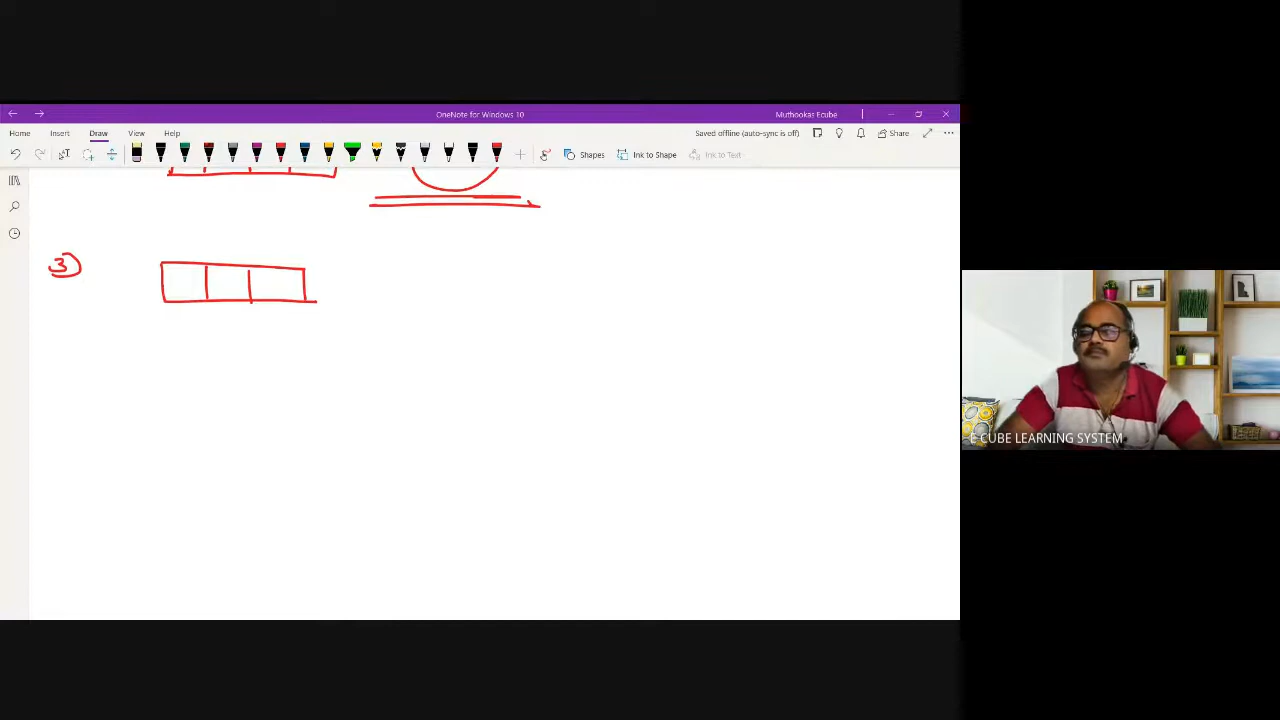 OneNote for Windows 10
Muthookas Ecube
Home Insert Draw View Help
Saved offline (auto-sync is off)
Share
Shapes
Ink to Shape
Ink to Text
3
E CUBE LEARNING SYSTEM